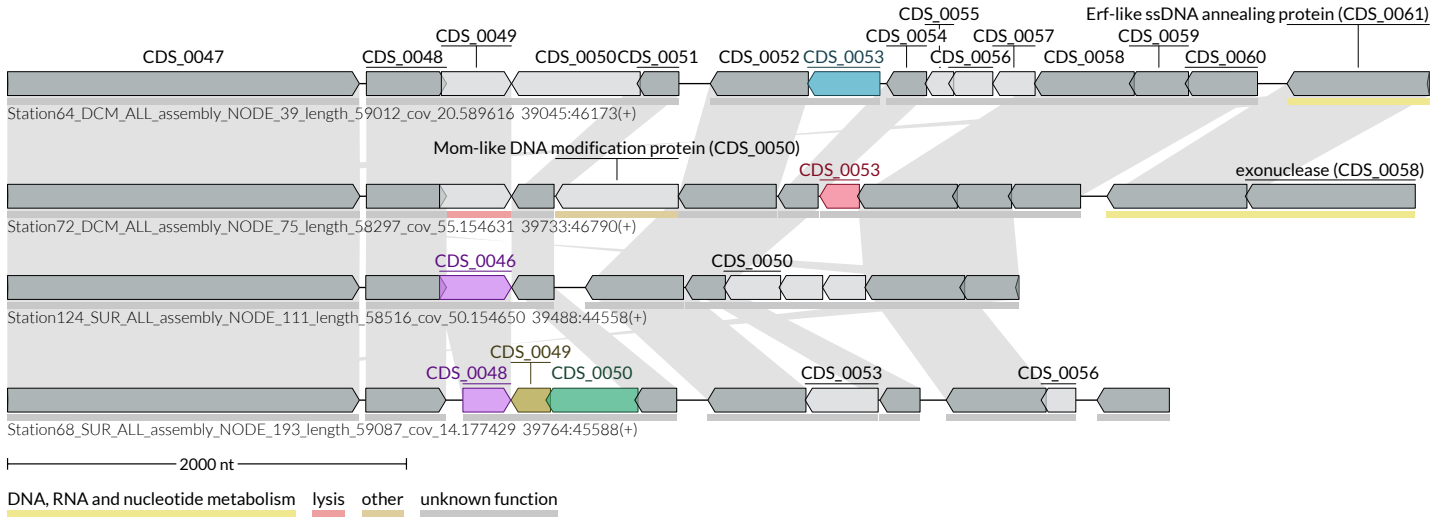 CDS_0055 Erf-like ssDNA annealing protein (CDS_0061)
CDS_0049 CDS_0054 CDS_0057 CDS_0059
CDS_0047 CDS_0048 CDS_0050 CDS_0051 CDS_0052 CDS_0053 CDS_0056 CDS_0058 CDS_0060
Station64_DCM_ALL_assembly_NODE_39_length_59012_cov_20.589616 39045:46173(+)
Mom-like DNA modification protein (CDS_0050)
CDS_0053 exonuclease (CDS_0058)
Station72_DCM_ALL_assembly_NODE_75_length_58297_cov_55.154631 39733:46790(+)
CDS_0046 CDS_0050
Station124_SUR_ALL_assembly_NODE_111_length_58516_cov_50.154650 39488:44558(+)
CDS_0049
CDS_0048 CDS_0050 CDS_0053 CDS_0056
Station68_SUR_ALL_assembly_NODE_193_length_59087_cov_14.177429 39764:45588(+)
2000 nt
DNA, RNA and nucleotide metabolism lysis other unknown function